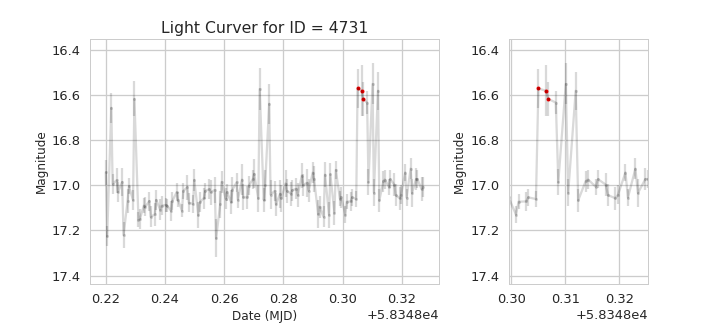 Light Curver for ID = 4731
16.4
16.6
16.8
17.0
17.2
17.4
Magnitude
0.22 0.24 0.26 0.28 0.30 0.32
Date (MJD) +5.8348e4
16.4
16.6
16.8
17.0
17.2
17.4
Magnitude
0.30 0.31 0.32
+5.8348e4